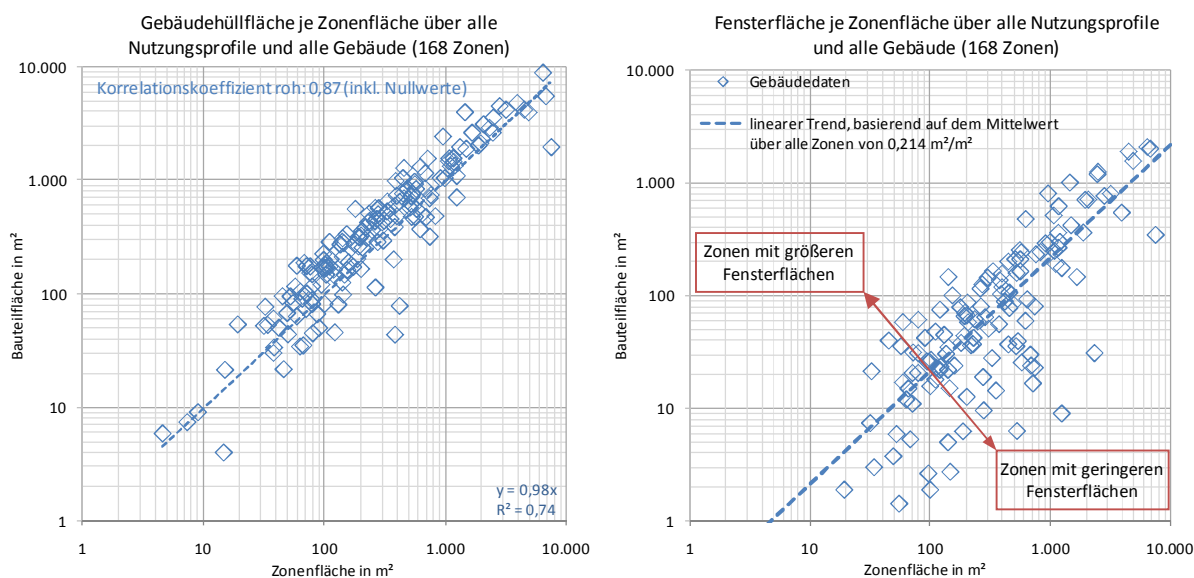 Gebäudehüllfläche je Zonenfläche über alle
Nutzungsprofile und alle Gebäude (168 Zonen)
Korrelationskoeffizient roh: 0,87 (inkl. Nullwerte)
10.000
1.000
100
10
1
Bauteilfläche in m²
y = 0,98x
R² = 0,74
1
10
100
1.000
10.000
Zonenfläche in m²
Fensterfläche je Zonenfläche über alle Nutzungsprofile
und alle Gebäude (168 Zonen)
Gebäudedaten
linearer Trend, basierend auf dem Mittelwert
über alle Zonen von 0,214 m²/m²
10.000
1.000
100
10
1
Bauteilfläche in m²
Zonen mit größeren
Fensterflächen
Zonen mit geringeren
Fensterflächen
1
10
100
1.000
10.000
Zonenfläche in m²